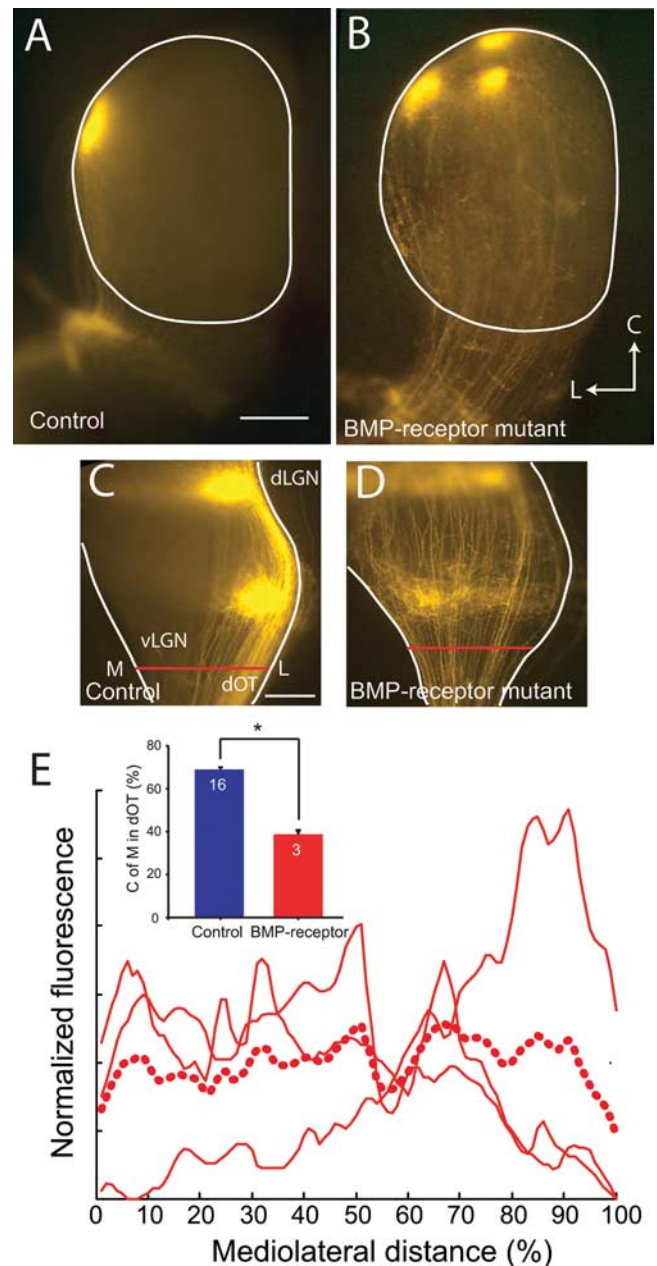 A
Control
B
C
L
BMP-receptor mutant
C
dLGN
vLGN
M
L
Control
dOT
D
BMP-receptor mutant
E
C of M in dOT (%)
80
60
40
20
0
*
16
3
Control BMP-receptor
Normalized fluorescence
0 10 20 30 40 50 60 70 80 90 100
Mediolateral distance (%)